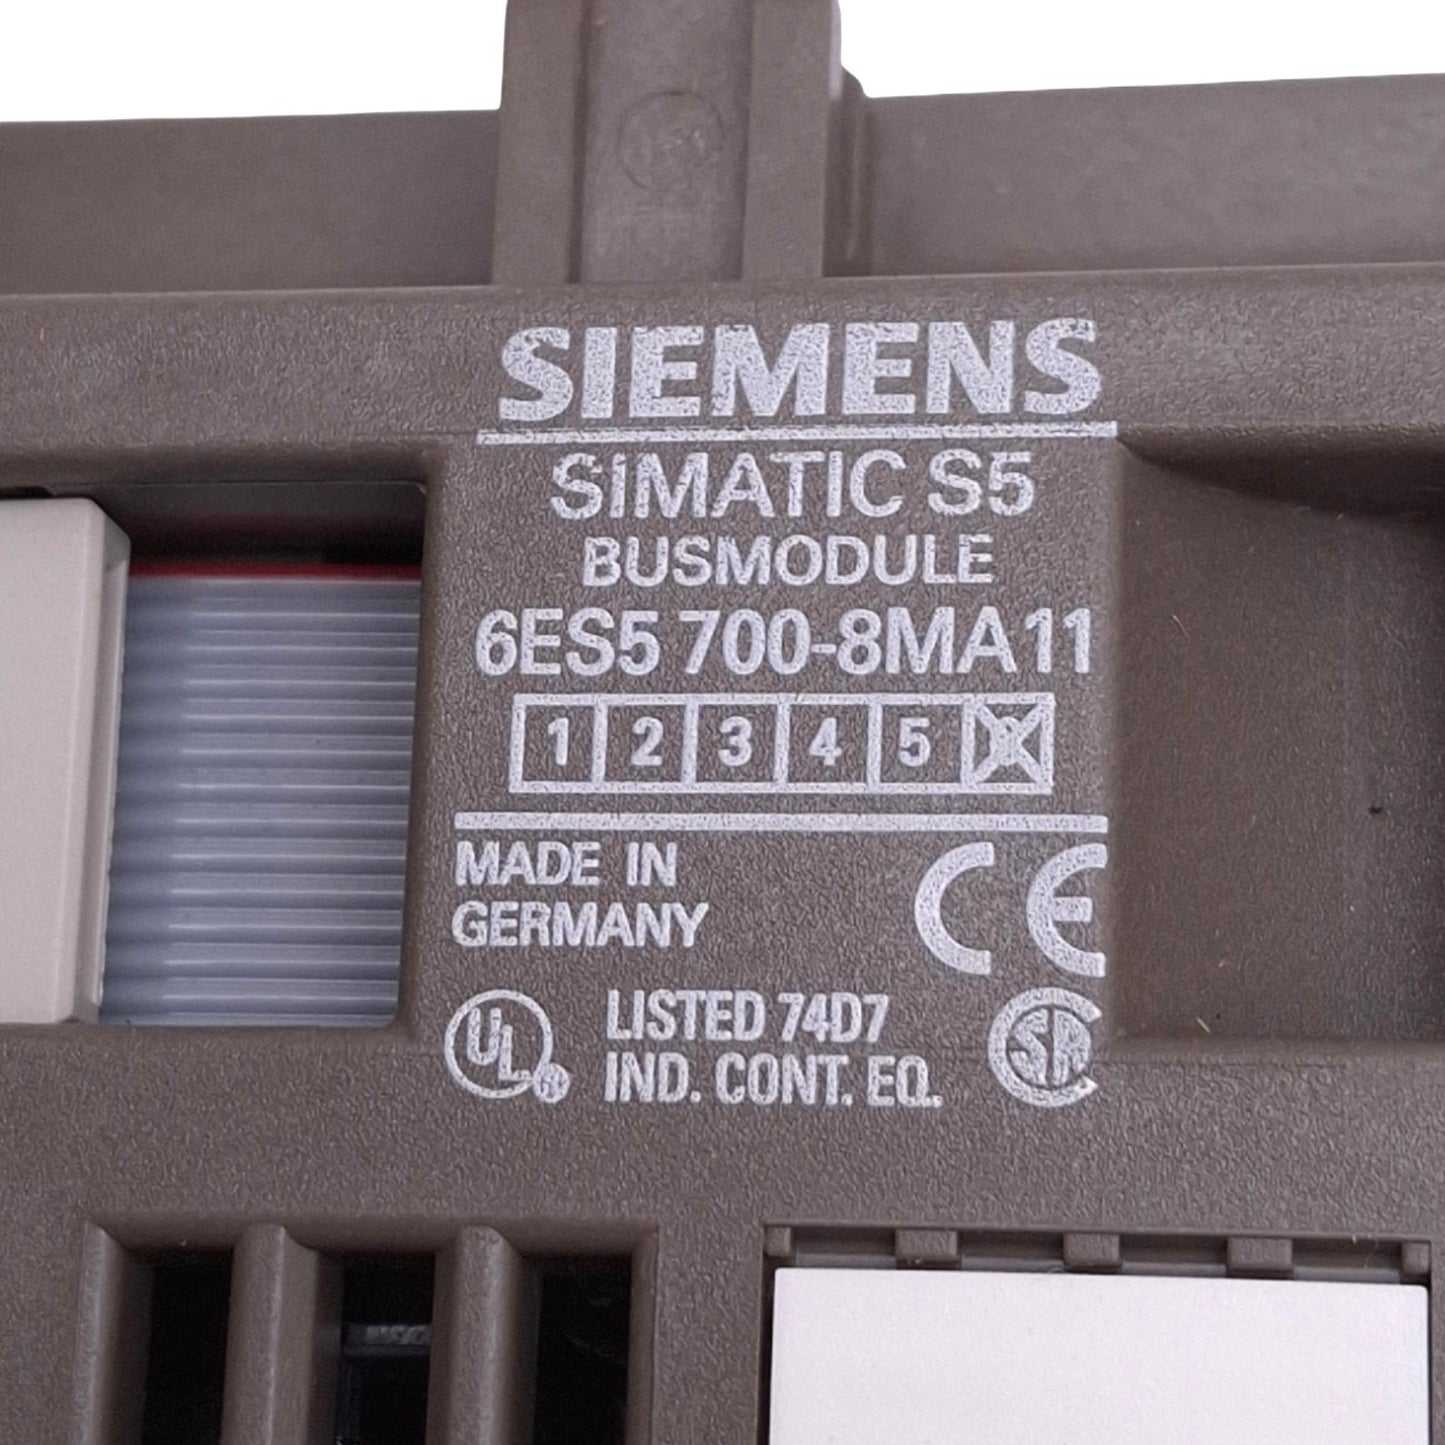 SIEMENS
SIMATIC S5
BUSMODULE
6ES5 700-8MA11
1 2 3 4 5
MADE IN
GERMANY
CE
UL LISTED 74D7
IND. CONT. EQ.